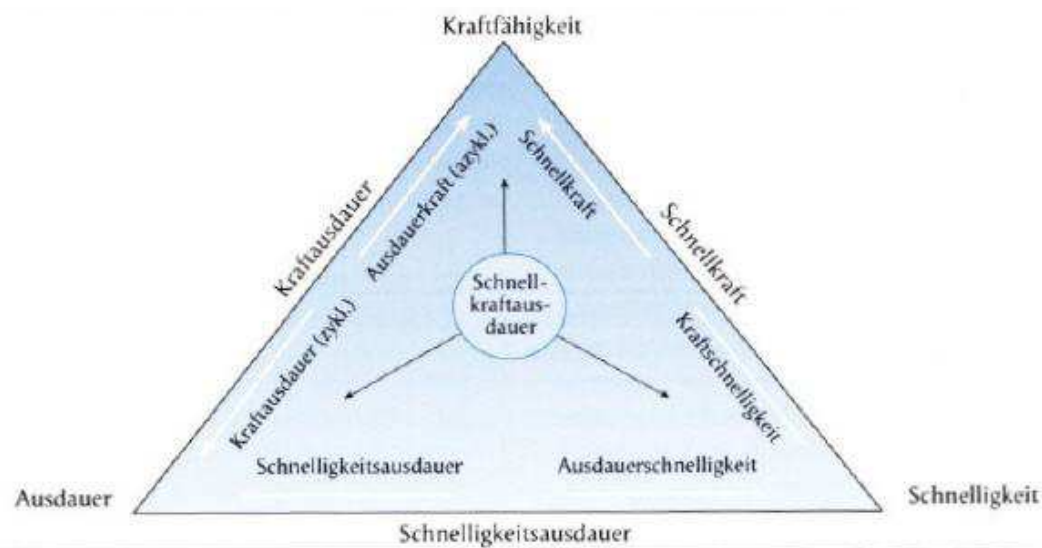 Kraftfähigkeit
Kraftausdauer
Ausdauerkraft (azykl.)
Schnellkraft
Schnellkraft
Schnell-
kraftaus-
dauer
Kraftausdauer (zykl.)
Kraftschnelligkeit
Schnelligkeitsausdauer
Ausdauerschnelligkeit
Ausdauer
Schnelligkeit
Schnelligkeitsausdauer